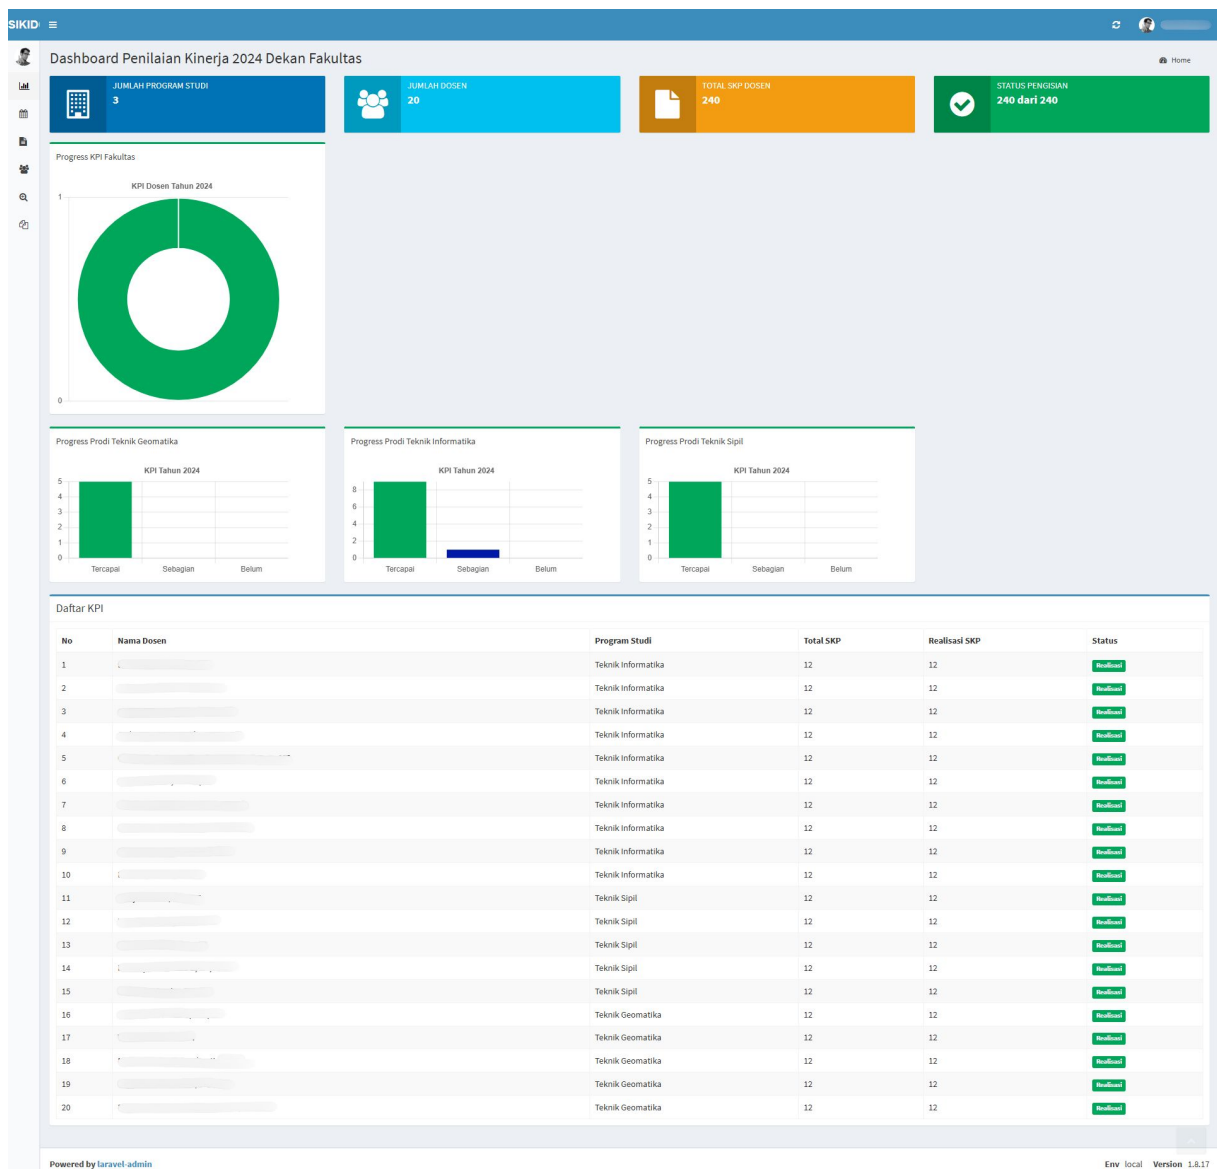 SIKID
Dashboard Penilaian Kinerja 2024 Dekan Fakultas
Home
JUMLAH PROGRAM STUDI
3
JUMLAH DOSEN
20
TOTAL SKP DOSEN
240
STATUS PENGISIAN
240 dari 240
Progress KPI Fakultas
KPI Dosen Tahun 2024
1
0
Progress Prodi Teknik Geomatika
KPI Tahun 2024
5
4
3
2
1
0
Tercapai Sebagian Belum
Progress Prodi Teknik Informatika
KPI Tahun 2024
8
6
4
2
0
Tercapai Sebagian Belum
Progress Prodi Teknik Sipil
KPI Tahun 2024
5
4
3
2
1
0
Tercapai Sebagian Belum
Daftar KPI
No Nama Dosen Program Studi Total SKP Realisasi SKP Status
1 Teknik Informatika 12 12 Realisasi
2 Teknik Informatika 12 12 Realisasi
3 Teknik Informatika 12 12 Realisasi
4 Teknik Informatika 12 12 Realisasi
5 Teknik Informatika 12 12 Realisasi
6 Teknik Informatika 12 12 Realisasi
7 Teknik Informatika 12 12 Realisasi
8 Teknik Informatika 12 12 Realisasi
9 Teknik Informatika 12 12 Realisasi
10 Teknik Informatika 12 12 Realisasi
11 Teknik Sipil 12 12 Realisasi
12 Teknik Sipil 12 12 Realisasi
13 Teknik Sipil 12 12 Realisasi
14 Teknik Sipil 12 12 Realisasi
15 Teknik Sipil 12 12 Realisasi
16 Teknik Geomatika 12 12 Realisasi
17 Teknik Geomatika 12 12 Realisasi
18 Teknik Geomatika 12 12 Realisasi
19 Teknik Geomatika 12 12 Realisasi
20 Teknik Geomatika 12 12 Realisasi
Powered by laravel-admin
Env local Version 1.8.17